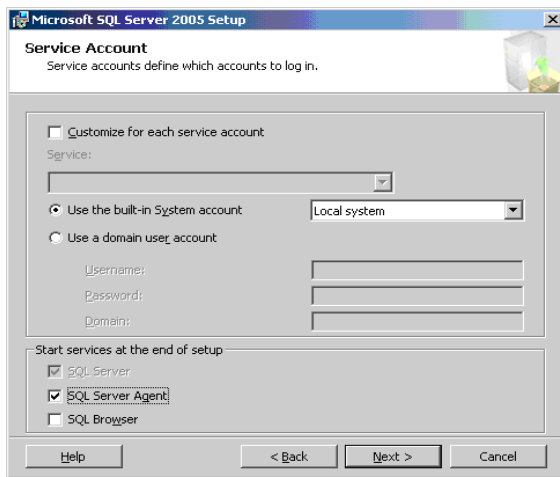 Microsoft SQL Server 2005 Setup
Service Account
Service accounts define which accounts to log in.
Customize for each service account
Service:
Use the built-in System account
Local system
Use a domain user account
Username:
Password:
Domain:
Start services at the end of setup
SQL Server
SQL Server Agent
SQL Browser
Help
< Back
Next >
Cancel